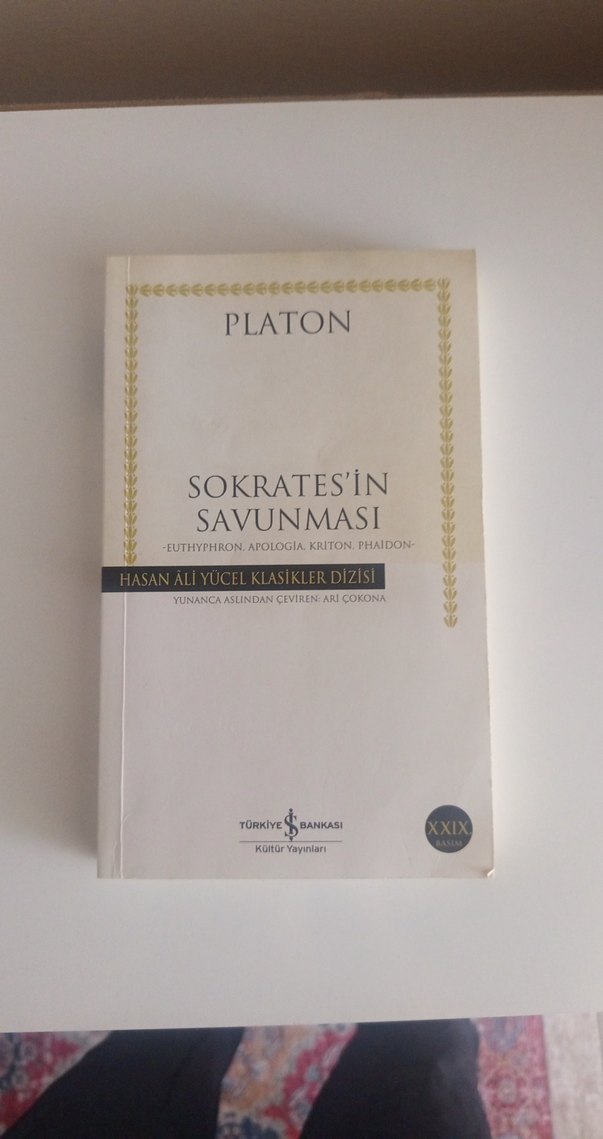 PLATON
SOKRATES'İN
SAVUNMASI
-EUTHYPHRON, APOLOGİA, KRİTON, PHAİDON-
HASAN ÂLİ YÜCEL KLASİKLER DİZİSİ
YUNANCA ASLINDAN ÇEVİREN: ARİ ÇOKONA
TÜRKİYE İŞ BANKASI
Kültür Yayınları
XXIX.
BASIM